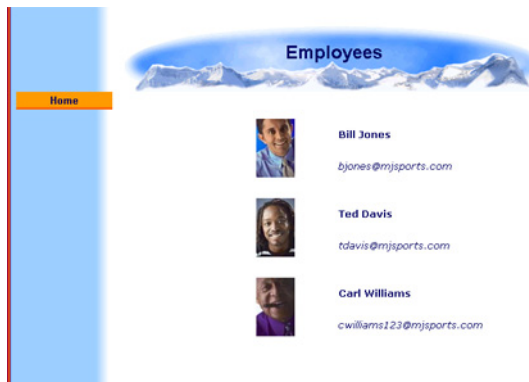 Employees
Home
Bill Jones
bjones@mjsports.com
Ted Davis
tdavis@mjsports.com
Carl Williams
cwilliams123@mjsports.com